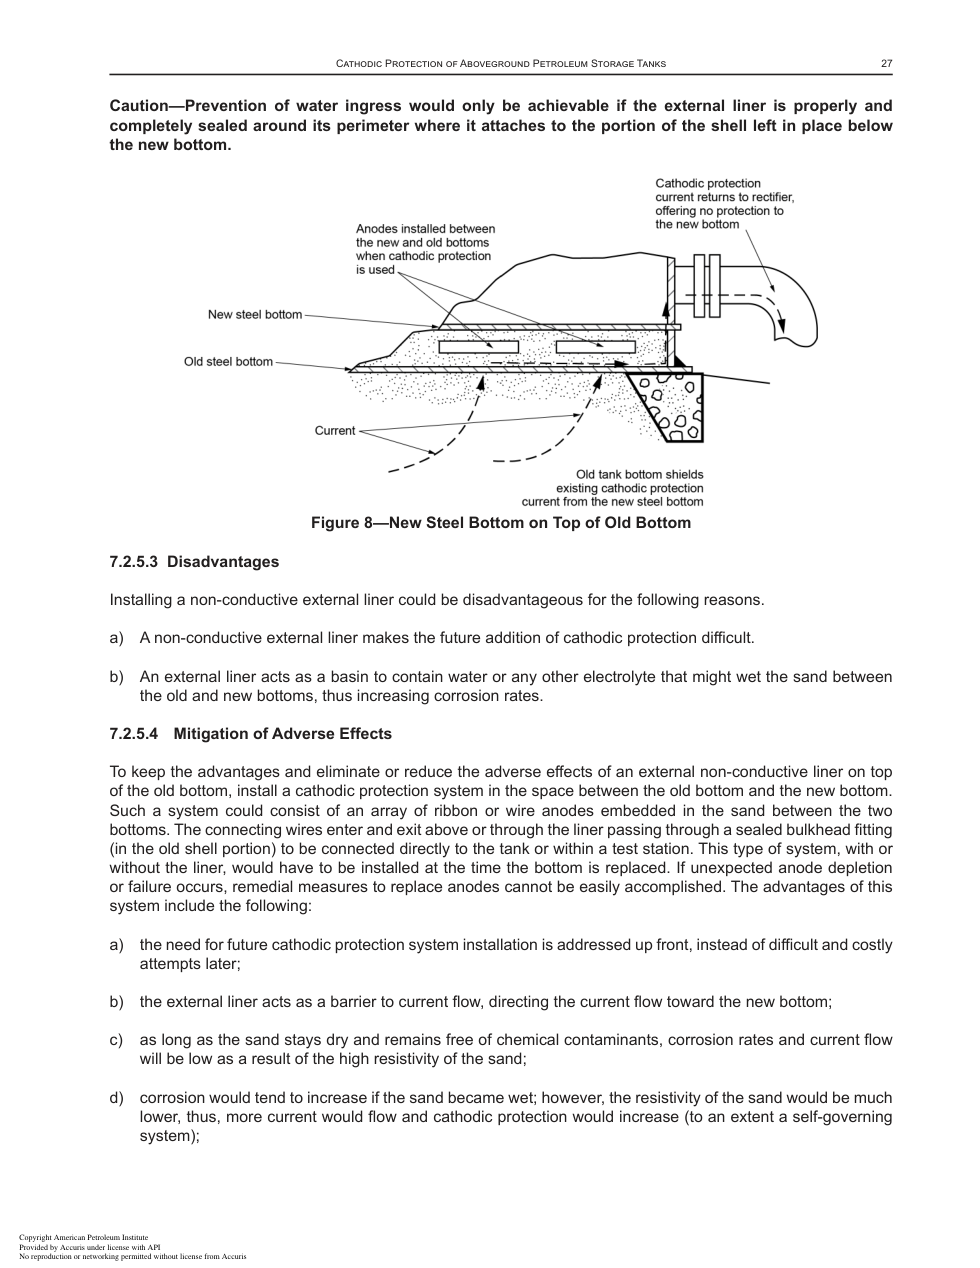 CATHODIC PROTECTION OF ABOVEGROUND PETROLEUM STORAGE TANKS 27
Caution—Prevention of water ingress would only be achievable if the external liner is properly and
completely sealed around its perimeter where it attaches to the portion of the shell left in place below
the new bottom.
Cathodic protection
current returns to rectifier,
offering no protection to
the new bottom
Anodes installed between
the new and old bottoms
when cathodic protection
is used
New steel bottom
Old steel bottom
Current
Old tank bottom shields
existing cathodic protection
current from the new steel bottom
Figure 8—New Steel Bottom on Top of Old Bottom
7.2.5.3 Disadvantages
Installing a non-conductive external liner could be disadvantageous for the following reasons.
a) A non-conductive external liner makes the future addition of cathodic protection difficult.
b) An external liner acts as a basin to contain water or any other electrolyte that might wet the sand between
the old and new bottoms, thus increasing corrosion rates.
7.2.5.4 Mitigation of Adverse Effects
To keep the advantages and eliminate or reduce the adverse effects of an external non-conductive liner on top
of the old bottom, install a cathodic protection system in the space between the old bottom and the new bottom.
Such a system could consist of an array of ribbon or wire anodes embedded in the sand between the two
bottoms. The connecting wires enter and exit above or through the liner passing through a sealed bulkhead fitting
(in the old shell portion) to be connected directly to the tank or within a test station. This type of system, with or
without the liner, would have to be installed at the time the bottom is replaced. If unexpected anode depletion
or failure occurs, remedial measures to replace anodes cannot be easily accomplished. The advantages of this
system include the following:
a) the need for future cathodic protection system installation is addressed up front, instead of difficult and costly
attempts later;
b) the external liner acts as a barrier to current flow, directing the current flow toward the new bottom;
c) as long as the sand stays dry and remains free of chemical contaminants, corrosion rates and current flow
will be low as a result of the high resistivity of the sand;
d) corrosion would tend to increase if the sand became wet; however, the resistivity of the sand would be much
lower, thus, more current would flow and cathodic protection would increase (to an extent a self-governing
system);
Copyright American Petroleum Institute
Provided by Accuris under license with API
No reproduction or networking permitted without license from Accuris